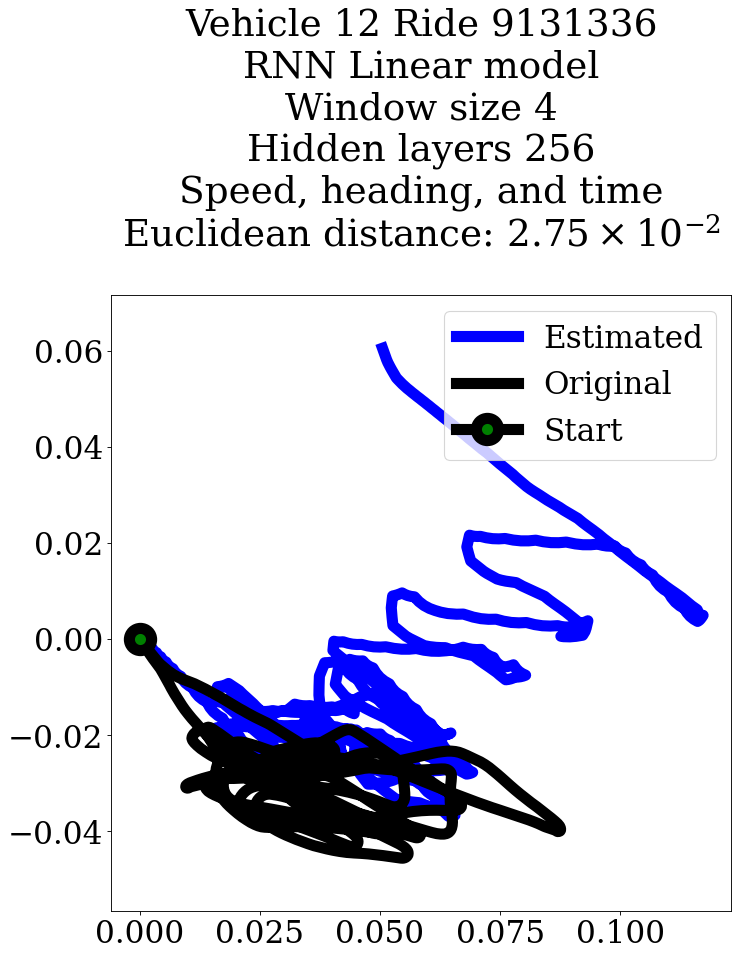 Vehicle 12 Ride 9131336
RNN Linear model
Window size 4
Hidden layers 256
Speed, heading, and time
Euclidean distance: 2.75 × 10⁻²
Estimated
Original
Start
0.06
0.04
0.02
0.00
−0.02
−0.04
0.000 0.025 0.050 0.075 0.100